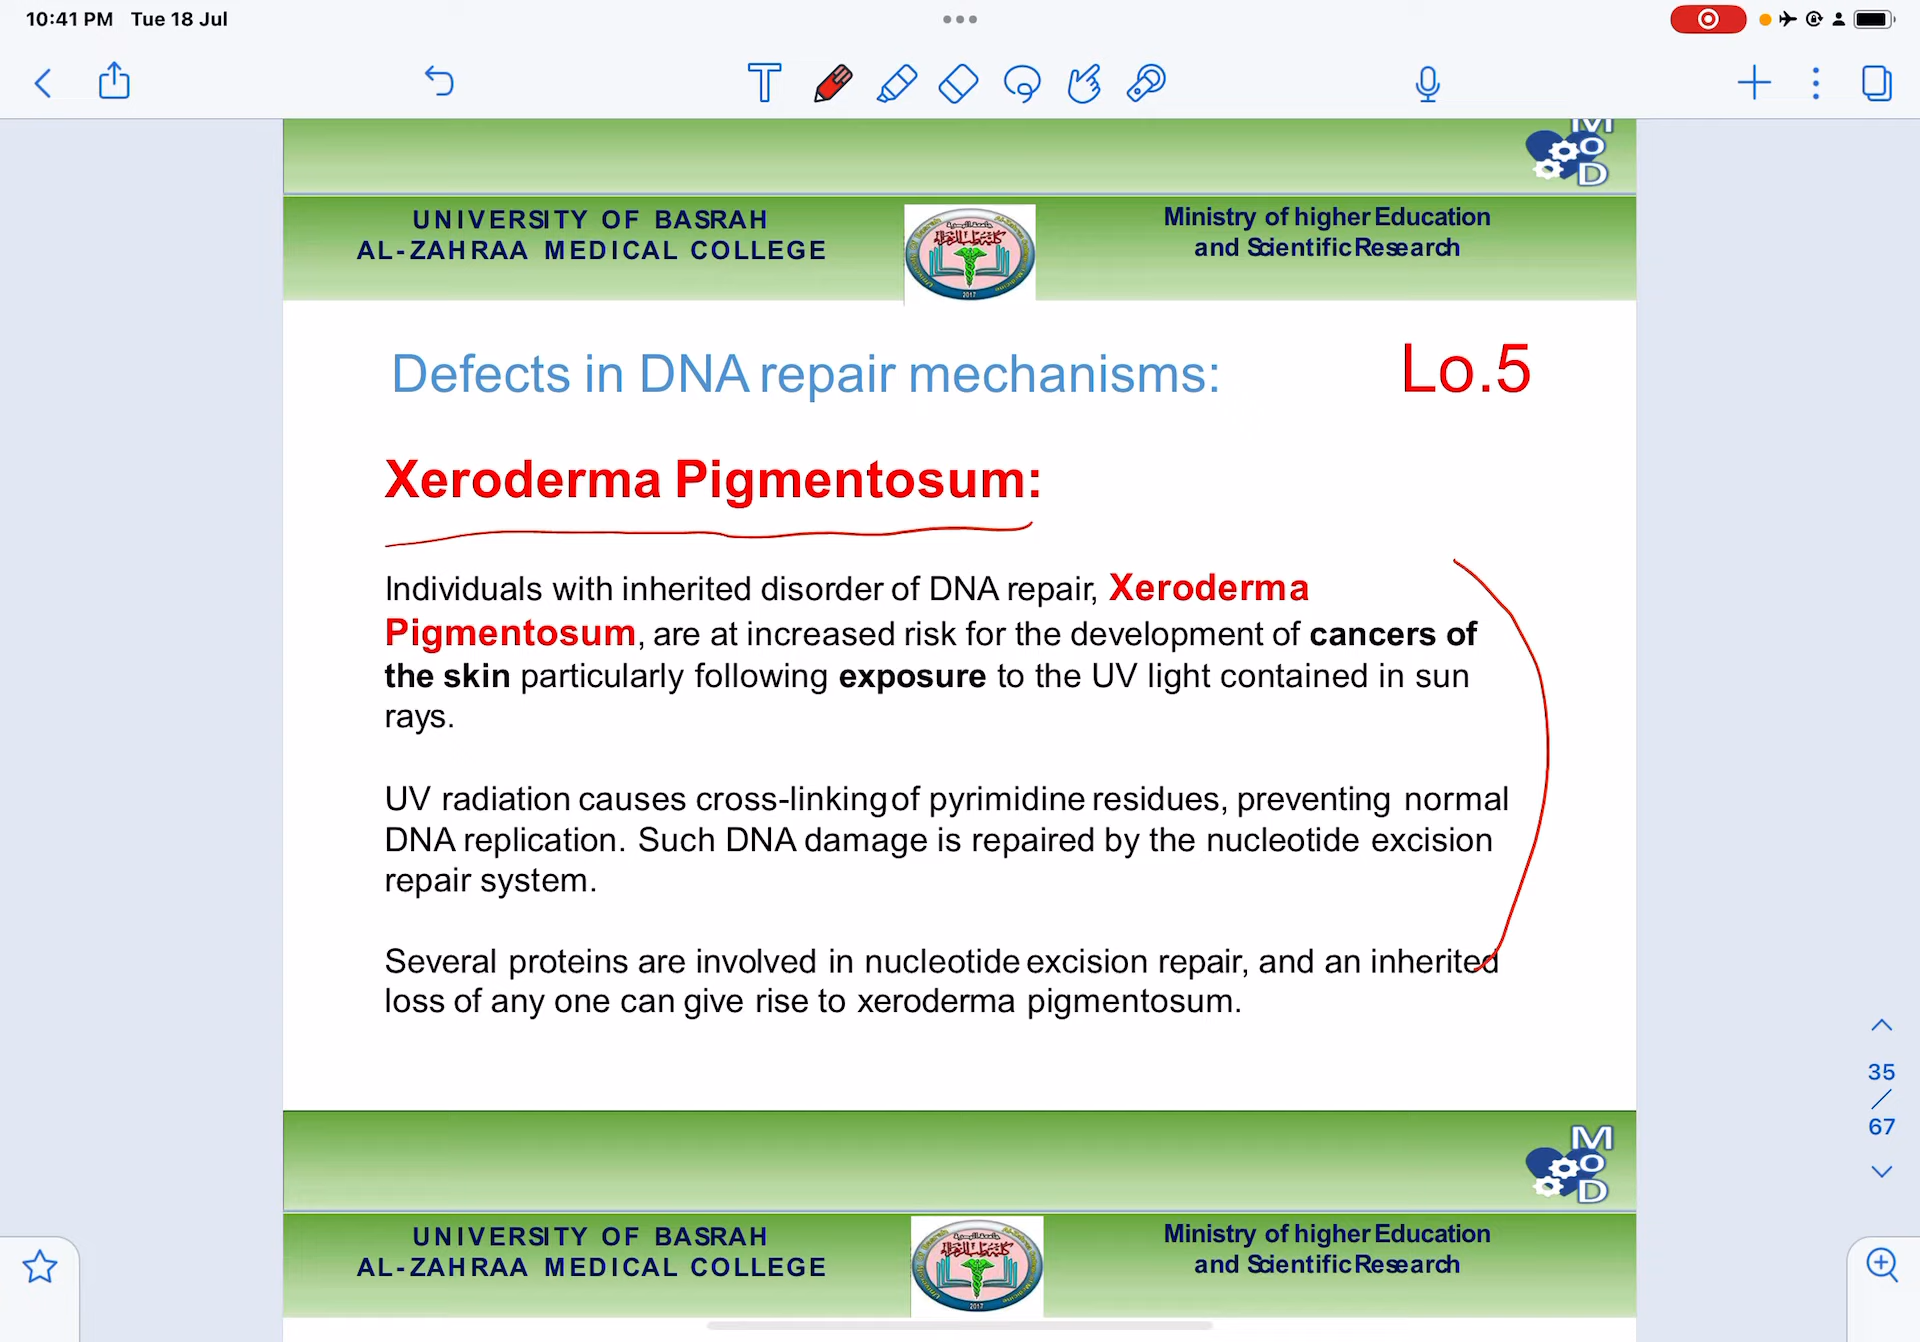 10:41 PM Tue 18 Jul
MOD
UNIVERSITY OF BASRAH
AL-ZAHRAA MEDICAL COLLEGE
2017
Ministry of higher Education
and Scientific Research
Defects in DNA repair mechanisms:
Lo.5
Xeroderma Pigmentosum:
Individuals with inherited disorder of DNA repair, Xeroderma
Pigmentosum, are at increased risk for the development of cancers of
the skin particularly following exposure to the UV light contained in sun
rays.
UV radiation causes cross-linking of pyrimidine residues, preventing normal
DNA replication. Such DNA damage is repaired by the nucleotide excision
repair system.
Several proteins are involved in nucleotide excision repair, and an inherited
loss of any one can give rise to xeroderma pigmentosum.
35
/
67
MOD
UNIVERSITY OF BASRAH
AL-ZAHRAA MEDICAL COLLEGE
2017
Ministry of higher Education
and Scientific Research